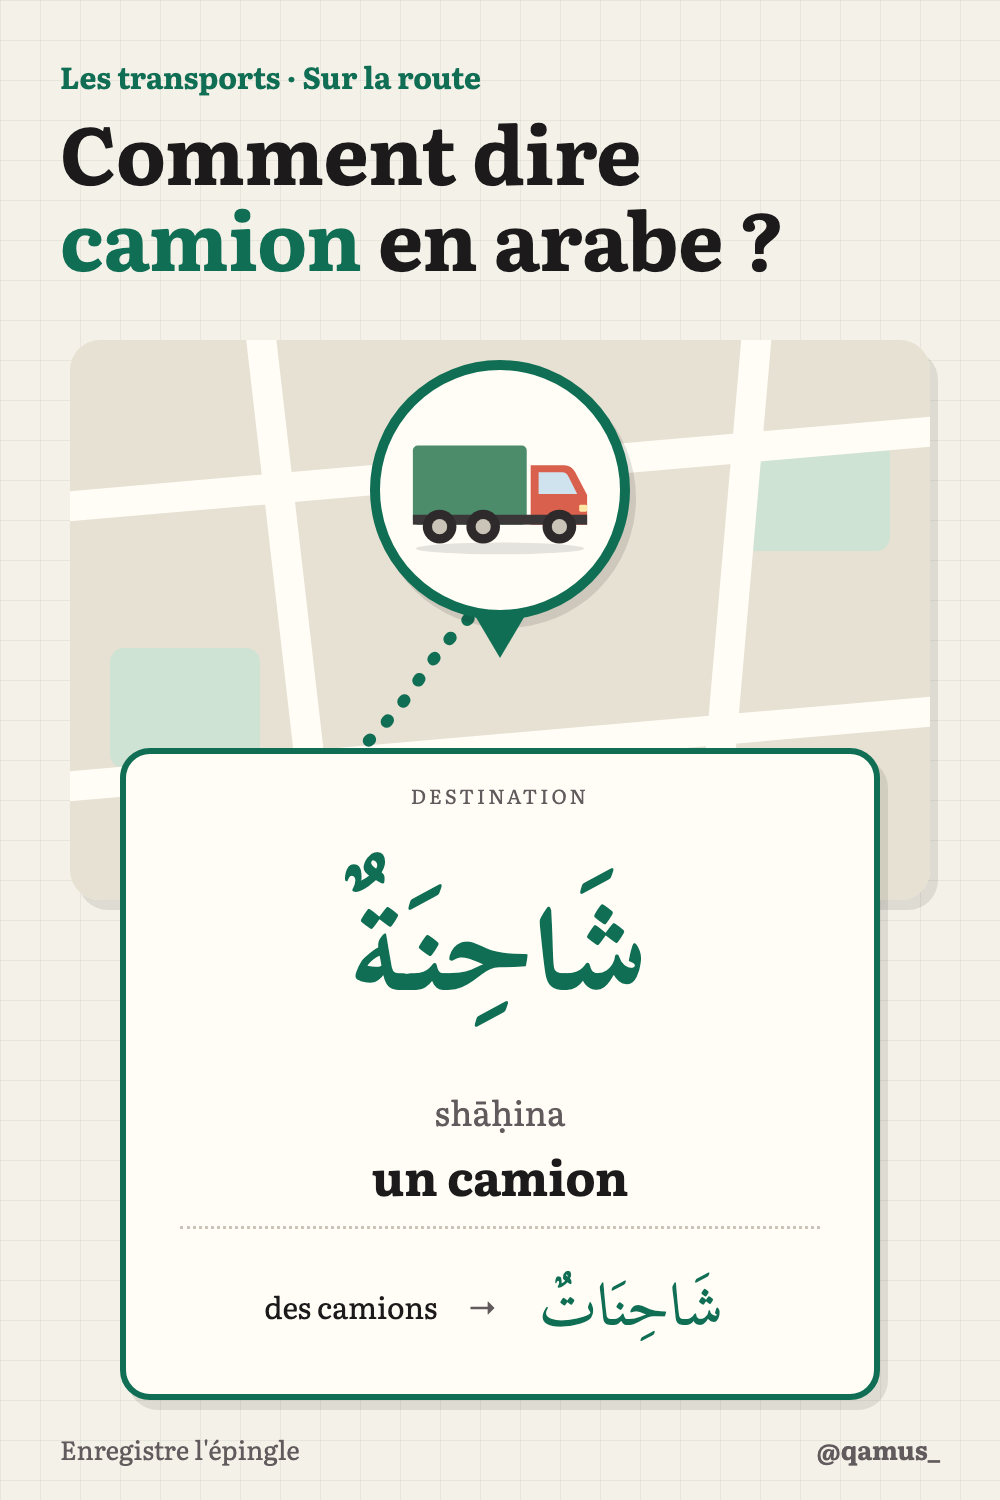 Les transports · Sur la route
Comment dire
camion en arabe ?
DESTINATION
شَاحِنَةٌ
shāḥina
un camion
des camions → شَاحِنَاتٌ
Enregistre l'épingle
@qamus_